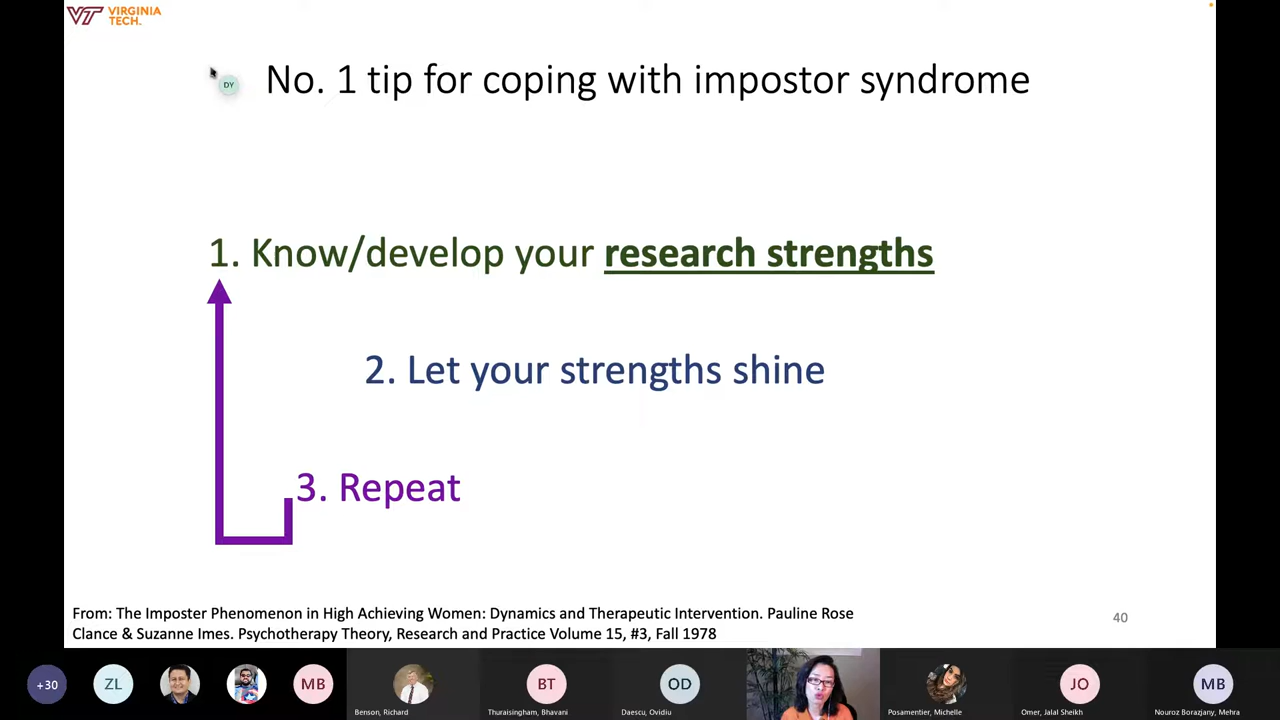 VT VIRGINIA
TECH.
DY
No. 1 tip for coping with impostor syndrome
1. Know/develop your research strengths
2. Let your strengths shine
3. Repeat
From: The Imposter Phenomenon in High Achieving Women: Dynamics and Therapeutic Intervention. Pauline Rose
Clance & Suzanne Imes. Psychotherapy Theory, Research and Practice Volume 15, #3, Fall 1978
40
+30
ZL
MB
BT
OD
JO
MB
Benson, Richard
Thuraisingham, Bhavani
Daescu, Ovidiu
Posamentier, Michelle
Omer, Jalal Sheikh
Nouroz Borazjany, Mehra